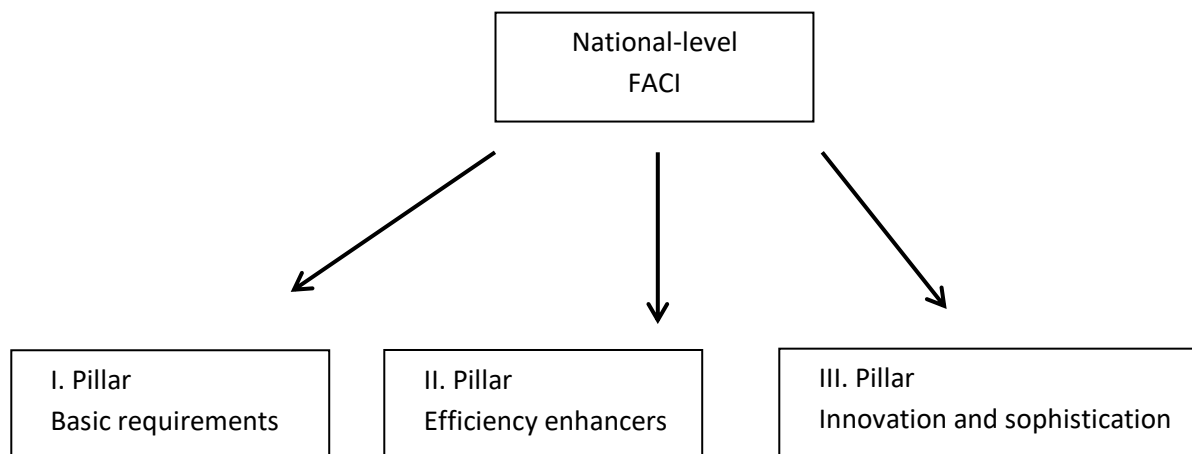 National-level
FACI
I. Pillar
Basic requirements
II. Pillar
Efficiency enhancers
III. Pillar
Innovation and sophistication